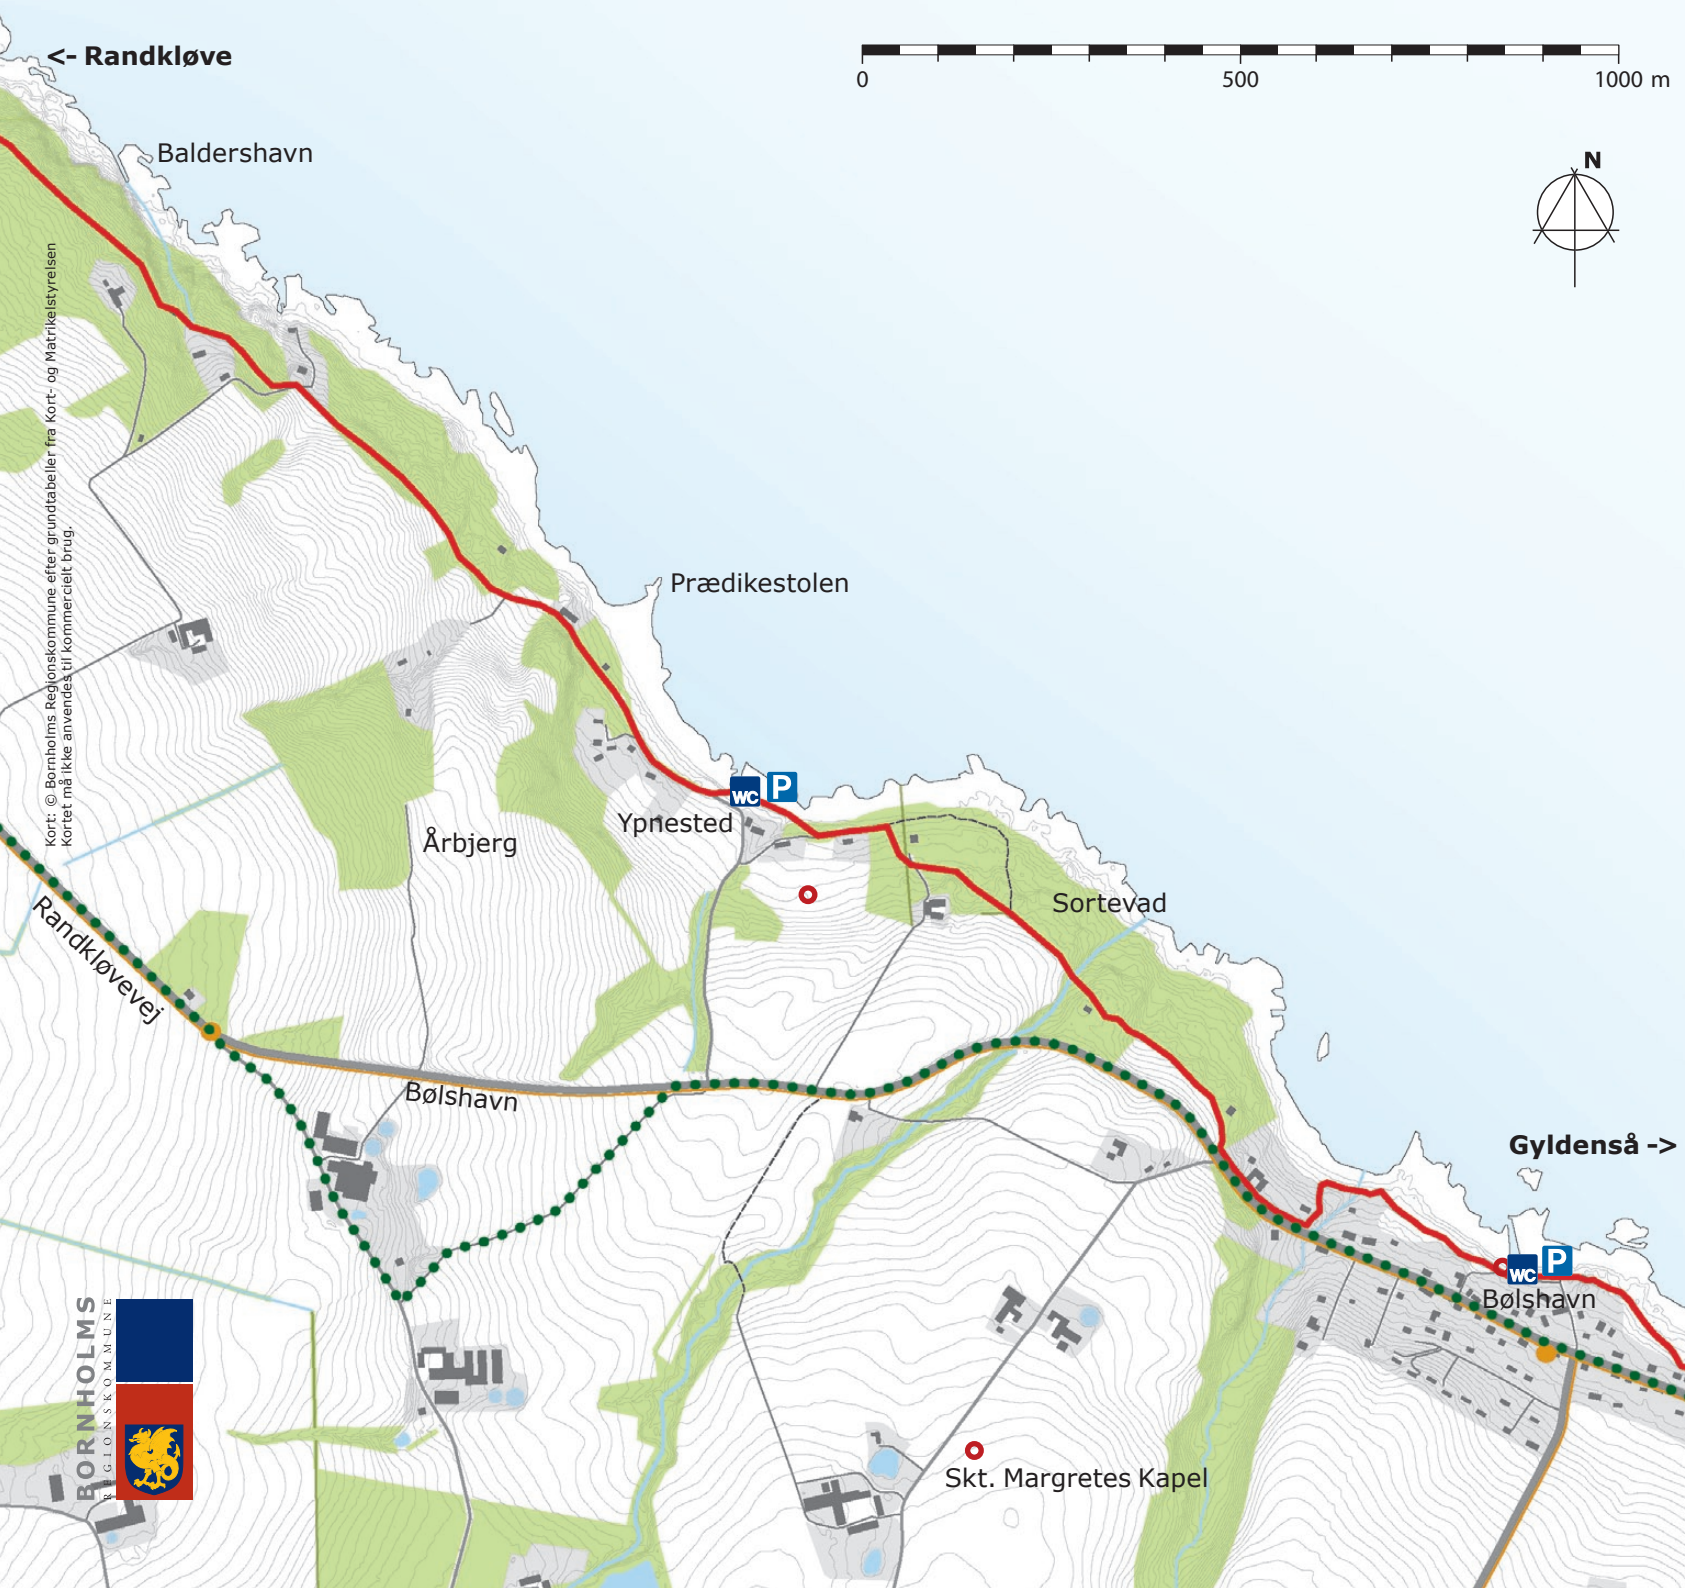 <- Randkløve
0
500
1000 m
Baldershavn
N
Kort: © Bornholms Regionskommune efter grundtabeller fra Kort- og Matrikelstyrelsen
Kortet må ikke anvendes til kommercielt brug.
Prædikestolen
WC P
Ypnested
Årbjerg
Sortevad
Randkløvevej
Bølshavn
Gyldenså ->
WC P
Bølshavn
BORNHOLMS
REGIONSKOMMUNE
Skt. Margretes Kapel